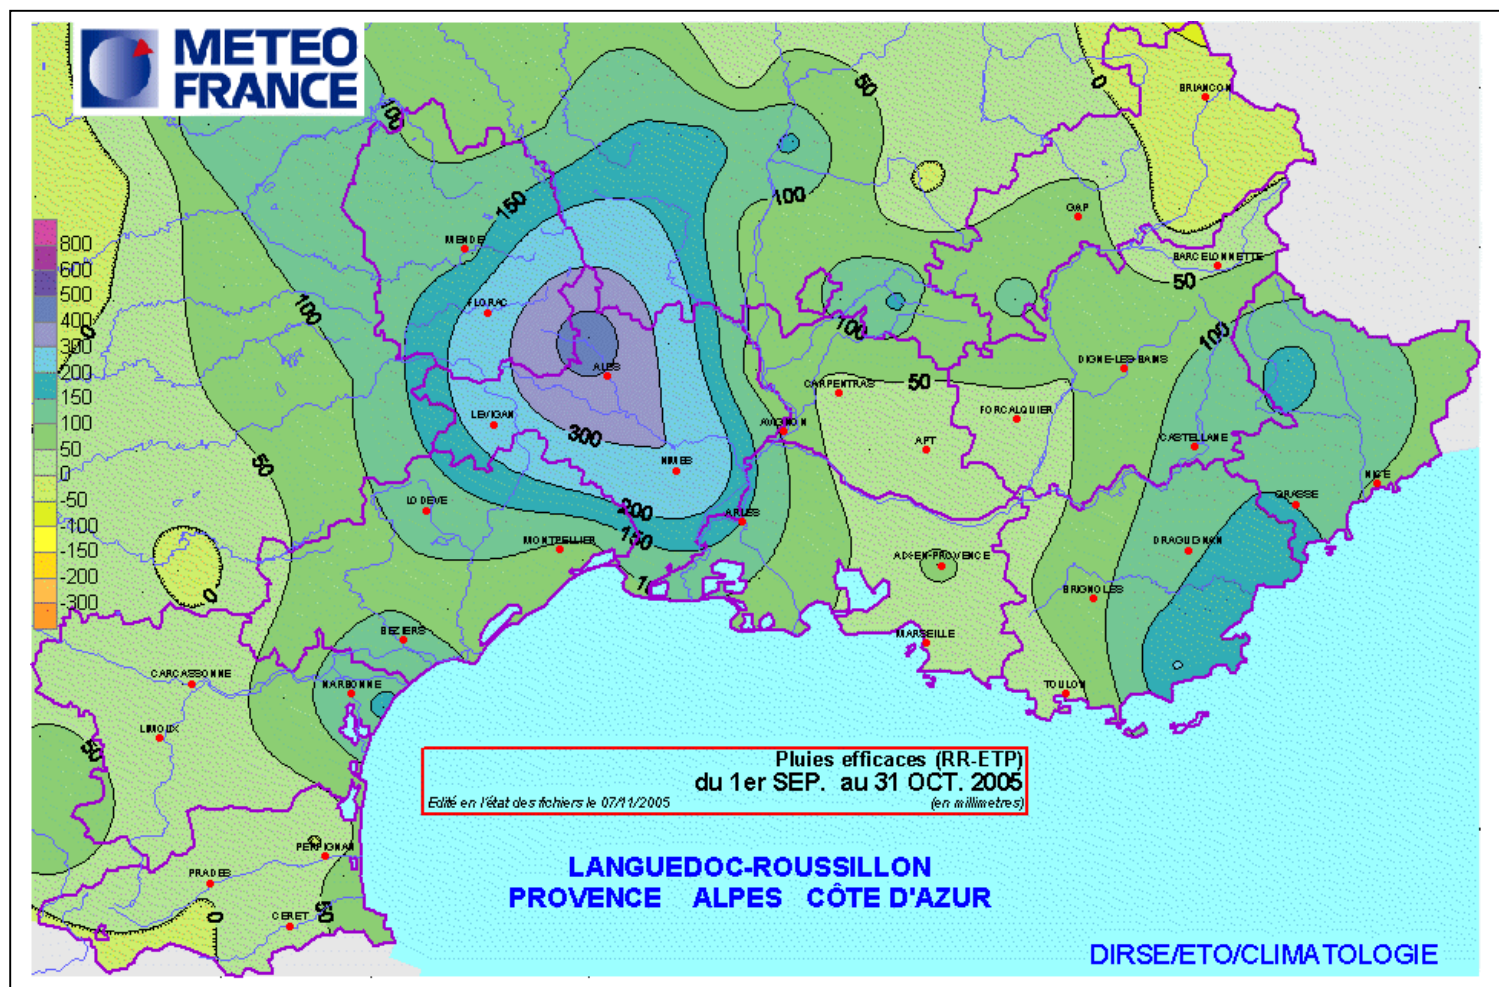 METEO
FRANCE
100
50
0
BRIANCON
150
100
GAP
MENDE
BARCELONNETTE
50
800
600
500
400
300
200
150
100
50
0
-50
-100
-150
-200
-300
0
FLORAC
100
100
100
ALES
DIGNE-LES-BAINS
CARPENTRAS
50
FORCALQUIER
LEVIGAN
300
AVIGNON
APT
CASTELLANE
50
NIMES
NICE
GRASSE
LODEVE
200
ARLES
150
MONTPELLIER
DRAGUIGNAN
AIX-EN-PROVENCE
0
BRIGNOLES
BEZIERS
MARSEILLE
CARCASSONNE
NARBONNE
TOULON
LIMOUX
50
Pluies efficaces (RR-ETP)
du 1er SEP. au 31 OCT. 2005
Edité en l'état des fichiers le 07/11/2005
(en millimetres)
PERPIGNAN
PRADES
CERET
0
50
LANGUEDOC-ROUSSILLON
PROVENCE ALPES CÔTE D'AZUR
DIRSE/ETO/CLIMATOLOGIE